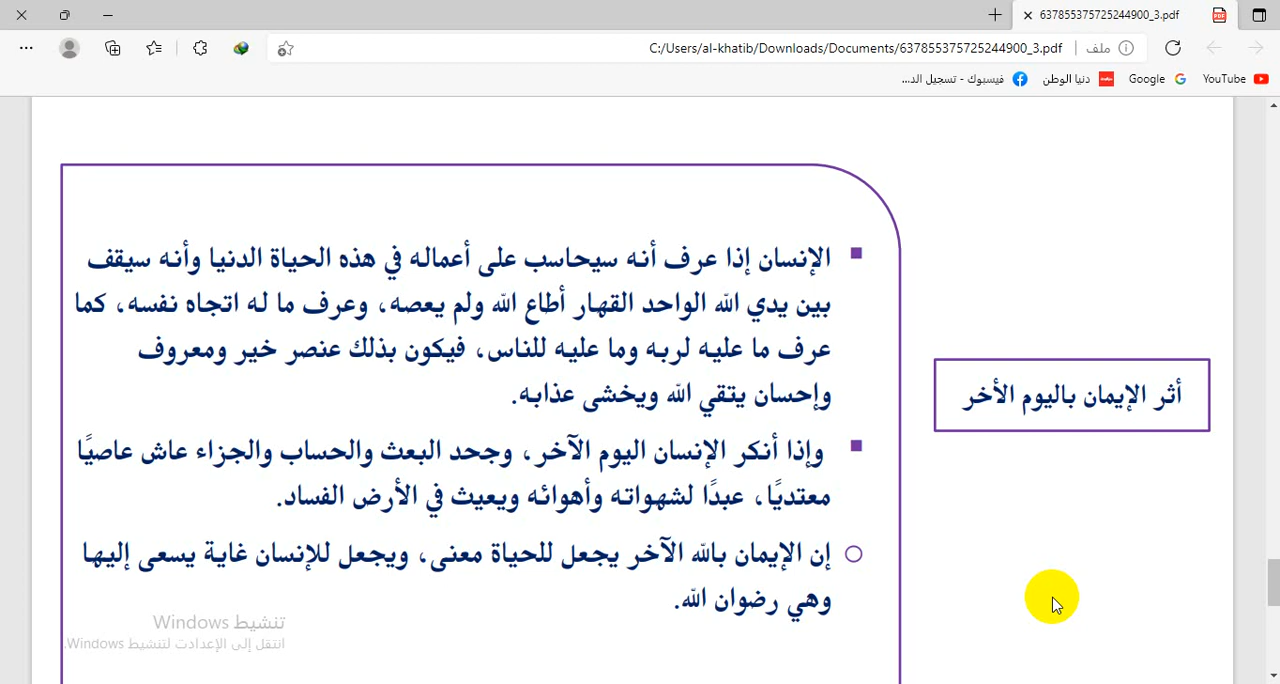 637855375725244900_3.pdf
C:/Users/al-khatib/Downloads/Documents/637855375725244900_3.pdf
ملف
YouTube
Google
دنيا الوطن
فيسبوك - تسجيل الد...
أثر الإيمان باليوم الأخر
الإنسان إذا عرف أنه سيحاسب على أعماله في هذه الحياة الدنيا وأنه سيقف
بين يدي الله الواحد القهار أطاع الله ولم يعصه، وعرف ما له اتجاه نفسه، كما
عرف ما عليه لربه وما عليه للناس، فيكون بذلك عنصر خير ومعروف
وإحسان يتقي الله ويخشى عذابه.
وإذا أنكر الإنسان اليوم الآخر، وجحد البعث والحساب والجزاء عاش عاصيًا
معتديًا، عبدًا لشهواته وأهوائه ويعيث في الأرض الفساد.
إن الإيمان بالله الآخر يجعل للحياة معنى، ويجعل للإنسان غاية يسعى إليها
وهي رضوان الله.
تنشيط Windows
انتقل إلى الإعدادت لتنشيط Windows.